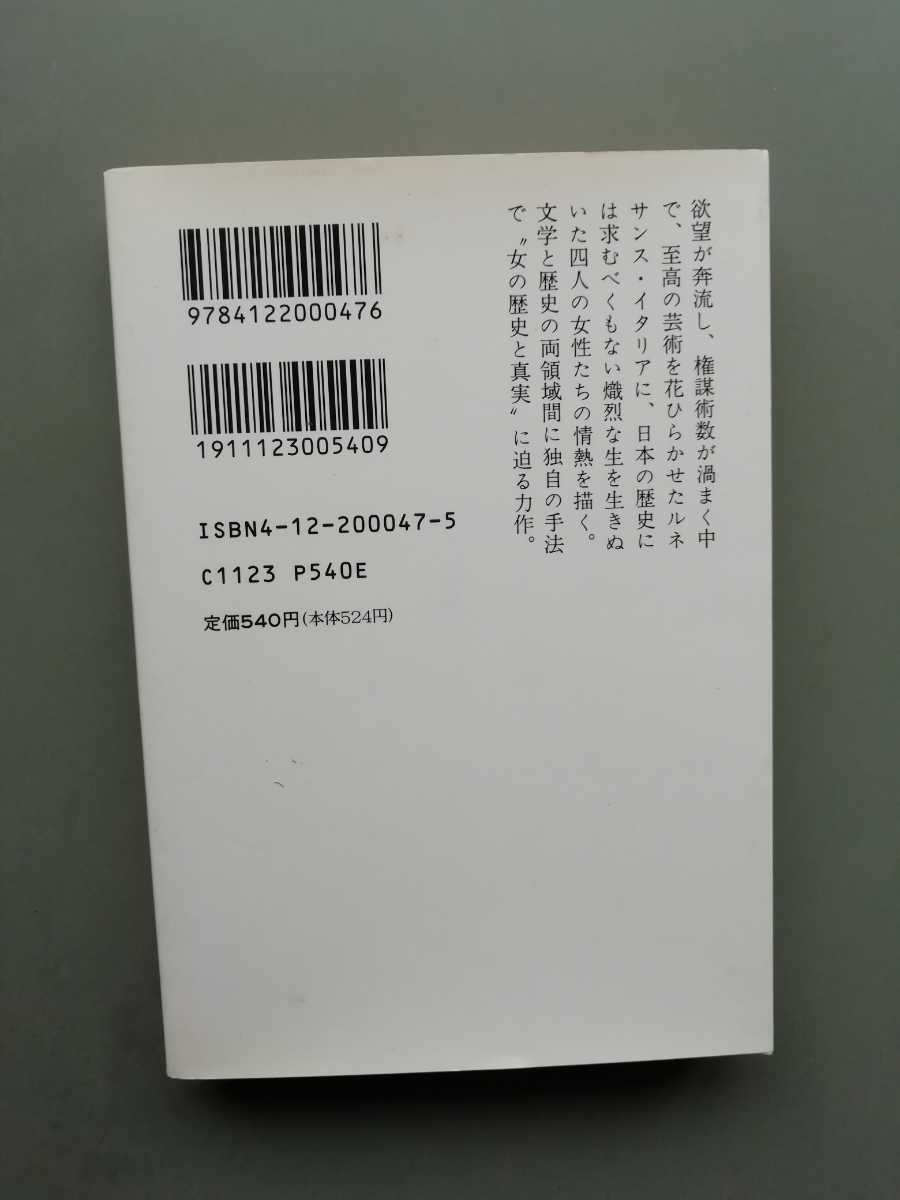 欲望が奔流し、権謀術数が渦まく中
で、至高の芸術を花ひらかせたルネ
サンス・イタリアに、日本の歴史に
は求むべくもない熾烈な生を生きぬ
いた四人の女性たちの情熱を描く。
文学と歴史の両領域間に独自の手法
で〝女の歴史と真実〟に迫る力作。
9784122000476
1911123005409
ISBN4-12-200047-5
C1123 P540E
定価540円(本体524円)